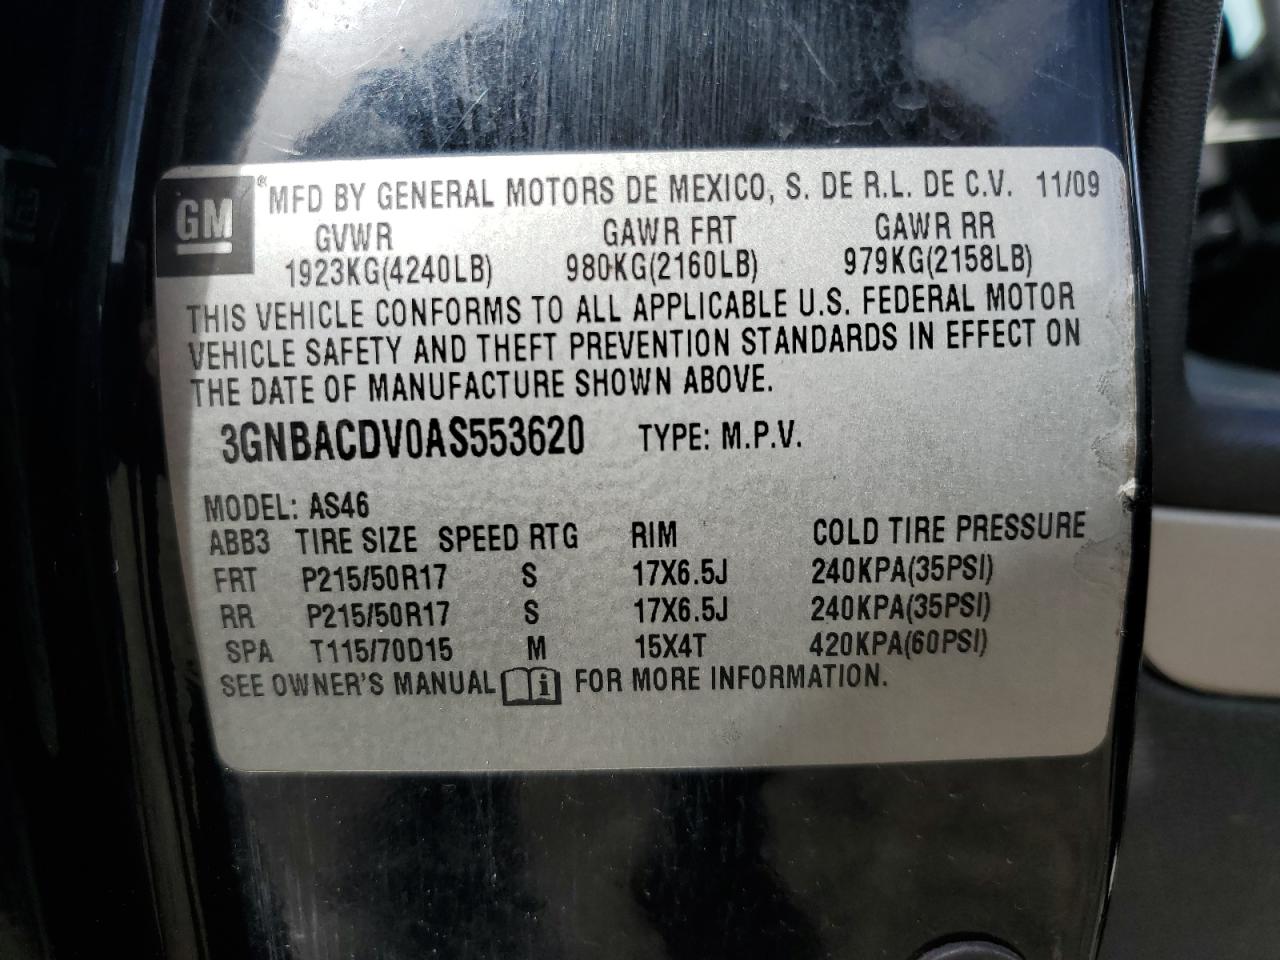 GM® MFD BY GENERAL MOTORS DE MEXICO, S. DE R.L. DE C.V. 11/09
GVWR GAWR FRT GAWR RR
1923KG(4240LB) 980KG(2160LB) 979KG(2158LB)
THIS VEHICLE CONFORMS TO ALL APPLICABLE U.S. FEDERAL MOTOR
VEHICLE SAFETY AND THEFT PREVENTION STANDARDS IN EFFECT ON
THE DATE OF MANUFACTURE SHOWN ABOVE.
3GNBACDV0AS553620 TYPE: M.P.V.
MODEL: AS46
ABB3 TIRE SIZE SPEED RTG RIM COLD TIRE PRESSURE
FRT P215/50R17 S 17X6.5J 240KPA(35PSI)
RR P215/50R17 S 17X6.5J 240KPA(35PSI)
SPA T115/70D15 M 15X4T 420KPA(60PSI)
SEE OWNER'S MANUAL i FOR MORE INFORMATION.